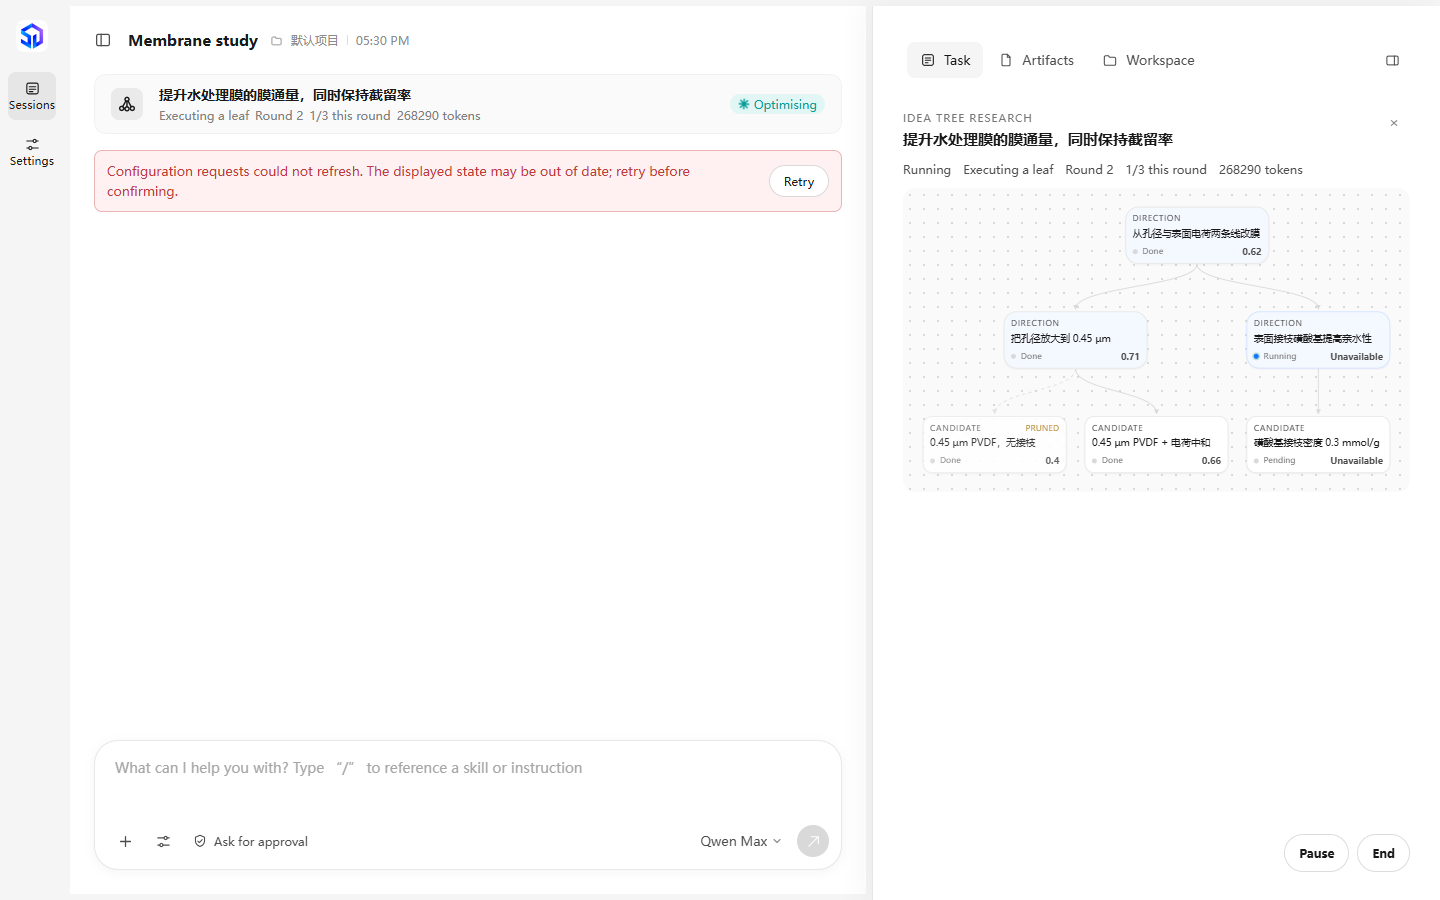 Sessions
Settings
Membrane study
默认项目
05:30 PM
提升水处理膜的膜通量，同时保持截留率
Executing a leaf Round 2 1/3 this round 268290 tokens
Optimising
Configuration requests could not refresh. The displayed state may be out of date; retry before
confirming.
Retry
What can I help you with? Type “/” to reference a skill or instruction
Ask for approval
Qwen Max
Task
Artifacts
Workspace
IDEA TREE RESEARCH
提升水处理膜的膜通量，同时保持截留率
Running Executing a leaf Round 2 1/3 this round 268290 tokens
DIRECTION
从孔径与表面电荷两条线改膜
Done 0.62
DIRECTION
把孔径放大到 0.45 µm
Done 0.71
DIRECTION
表面接枝磺酸基提高亲水性
Running Unavailable
CANDIDATE PRUNED
0.45 µm PVDF，无接枝
Done 0.4
CANDIDATE
0.45 µm PVDF + 电荷中和
Done 0.66
CANDIDATE
磺酸基接枝密度 0.3 mmol/g
Pending Unavailable
Pause
End